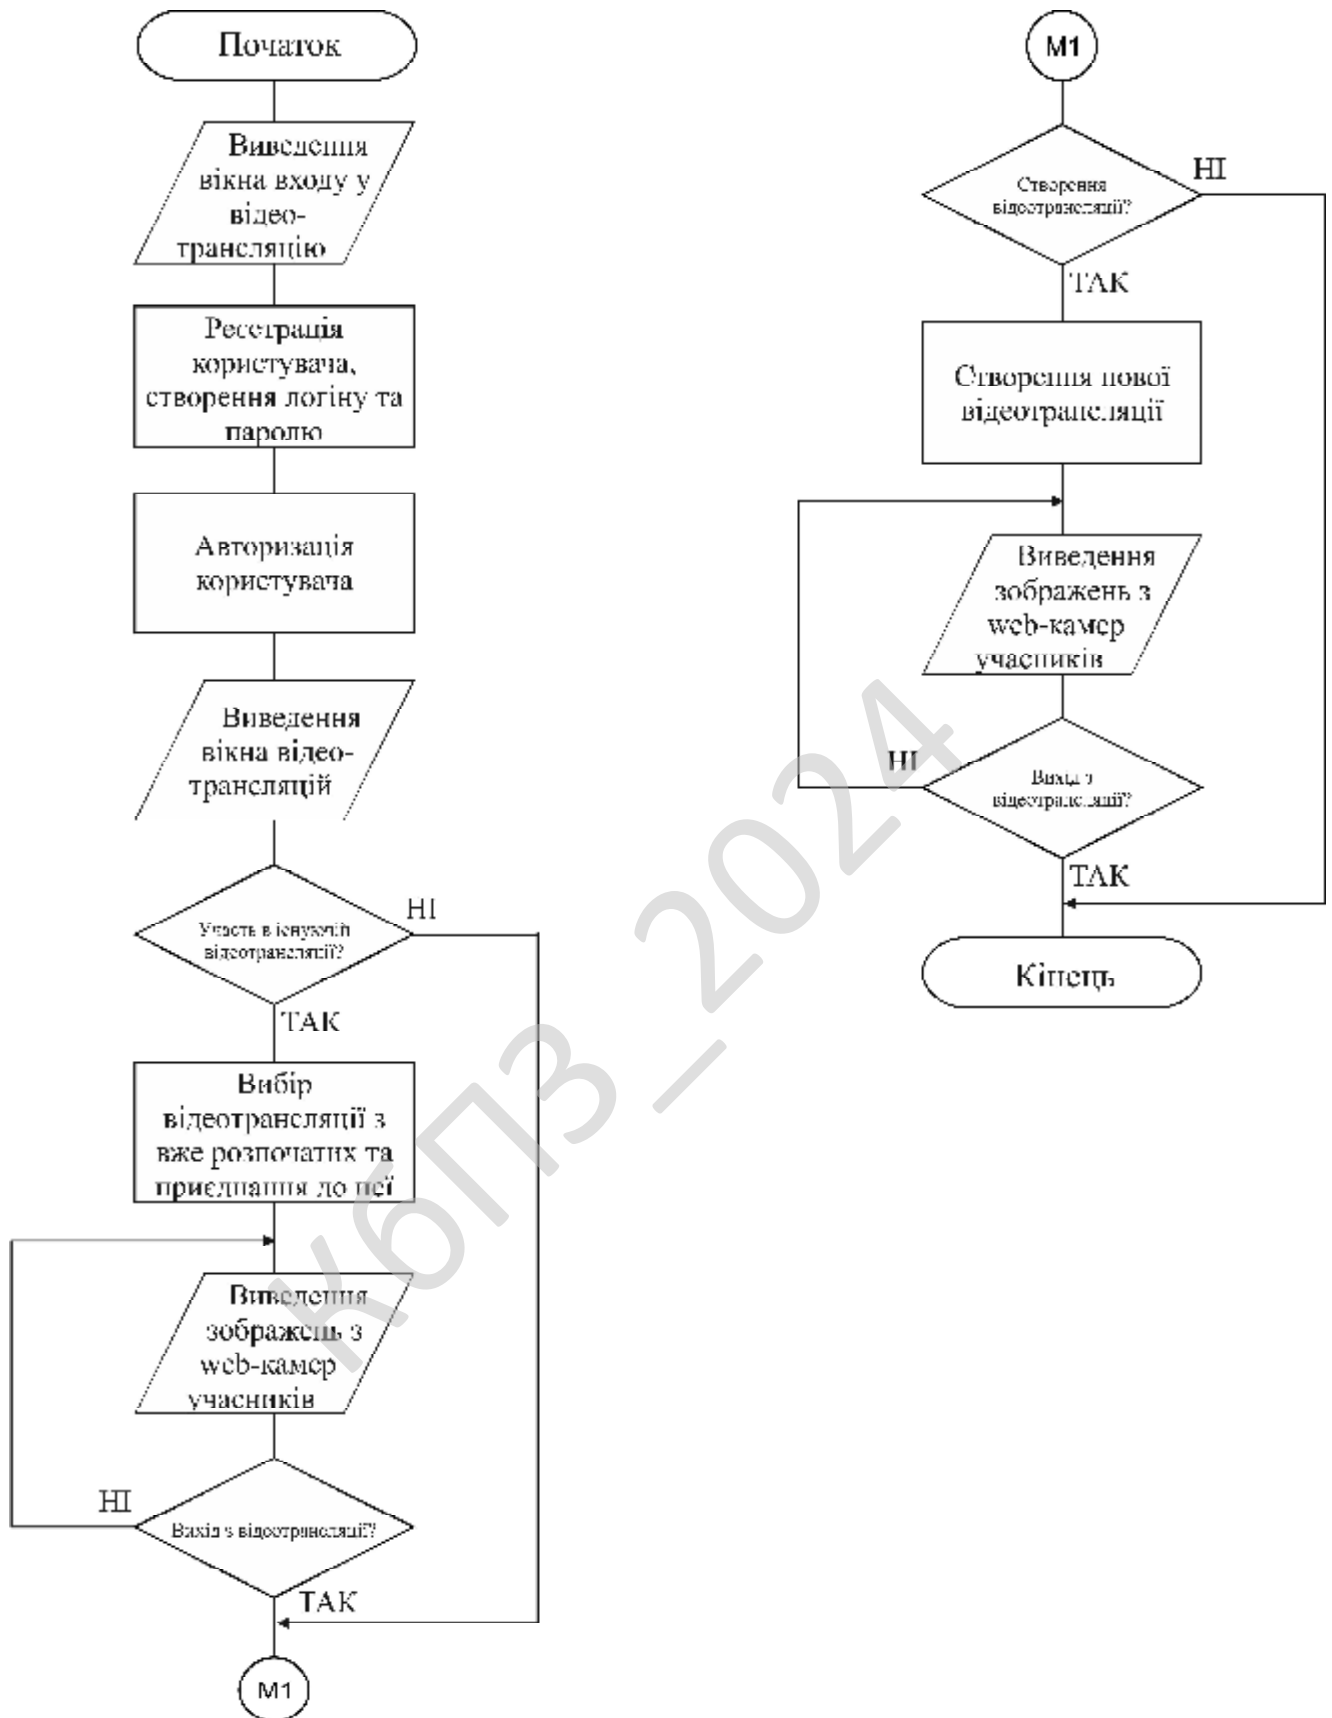 Початок
Виведення
вікна входу у
відео-
трансляцію
Реєстрація
користувача,
створення логіну та
паролю
Авторизація
користувача
Виведення
вікна відео-
трансляцій
Участь в існуючій
відеотрансляції?
НІ
ТАК
Вибір
відеотрансляції з
вже розпочатих та
приєднання до неї
Виведення
зображень з
web-камер
учасників
НІ
Вихід з відеотрансляції?
ТАК
М1
М1
Створення
відеотрансляції?
НІ
ТАК
Створення нової
відеотрансляції
Виведення
зображень з
web-камер
учасників
НІ
Вихід з
відеотрансляції?
ТАК
Кінець
КбПЗ_2024